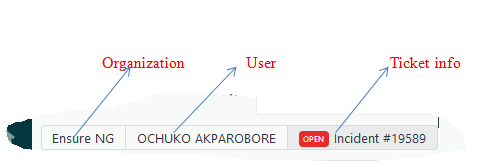 Organization User Ticket info
Ensure NG OCHUKO AKPAROBORE OPEN Incident #19589